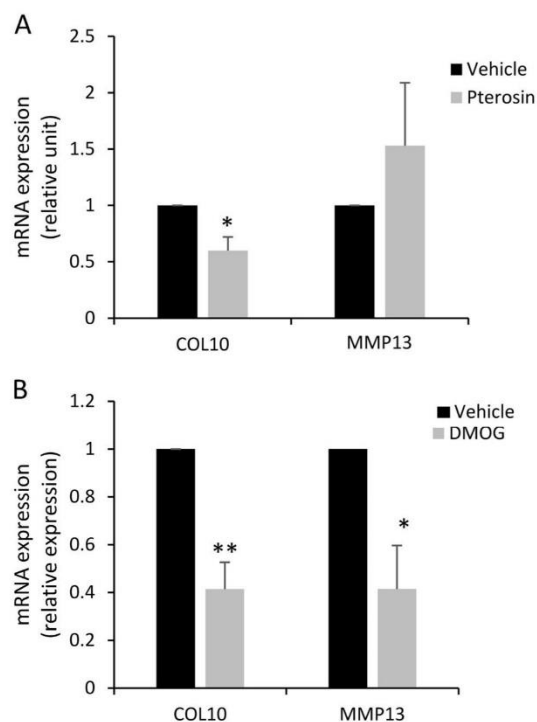 A
mRNA expression
(relative unit)
2.5
2
1.5
1
0.5
0
*
Vehicle
Pterosin
COL10
MMP13
B
mRNA expression
(relative expression)
1.2
1
0.8
0.6
0.4
0.2
0
**
*
Vehicle
DMOG
COL10
MMP13